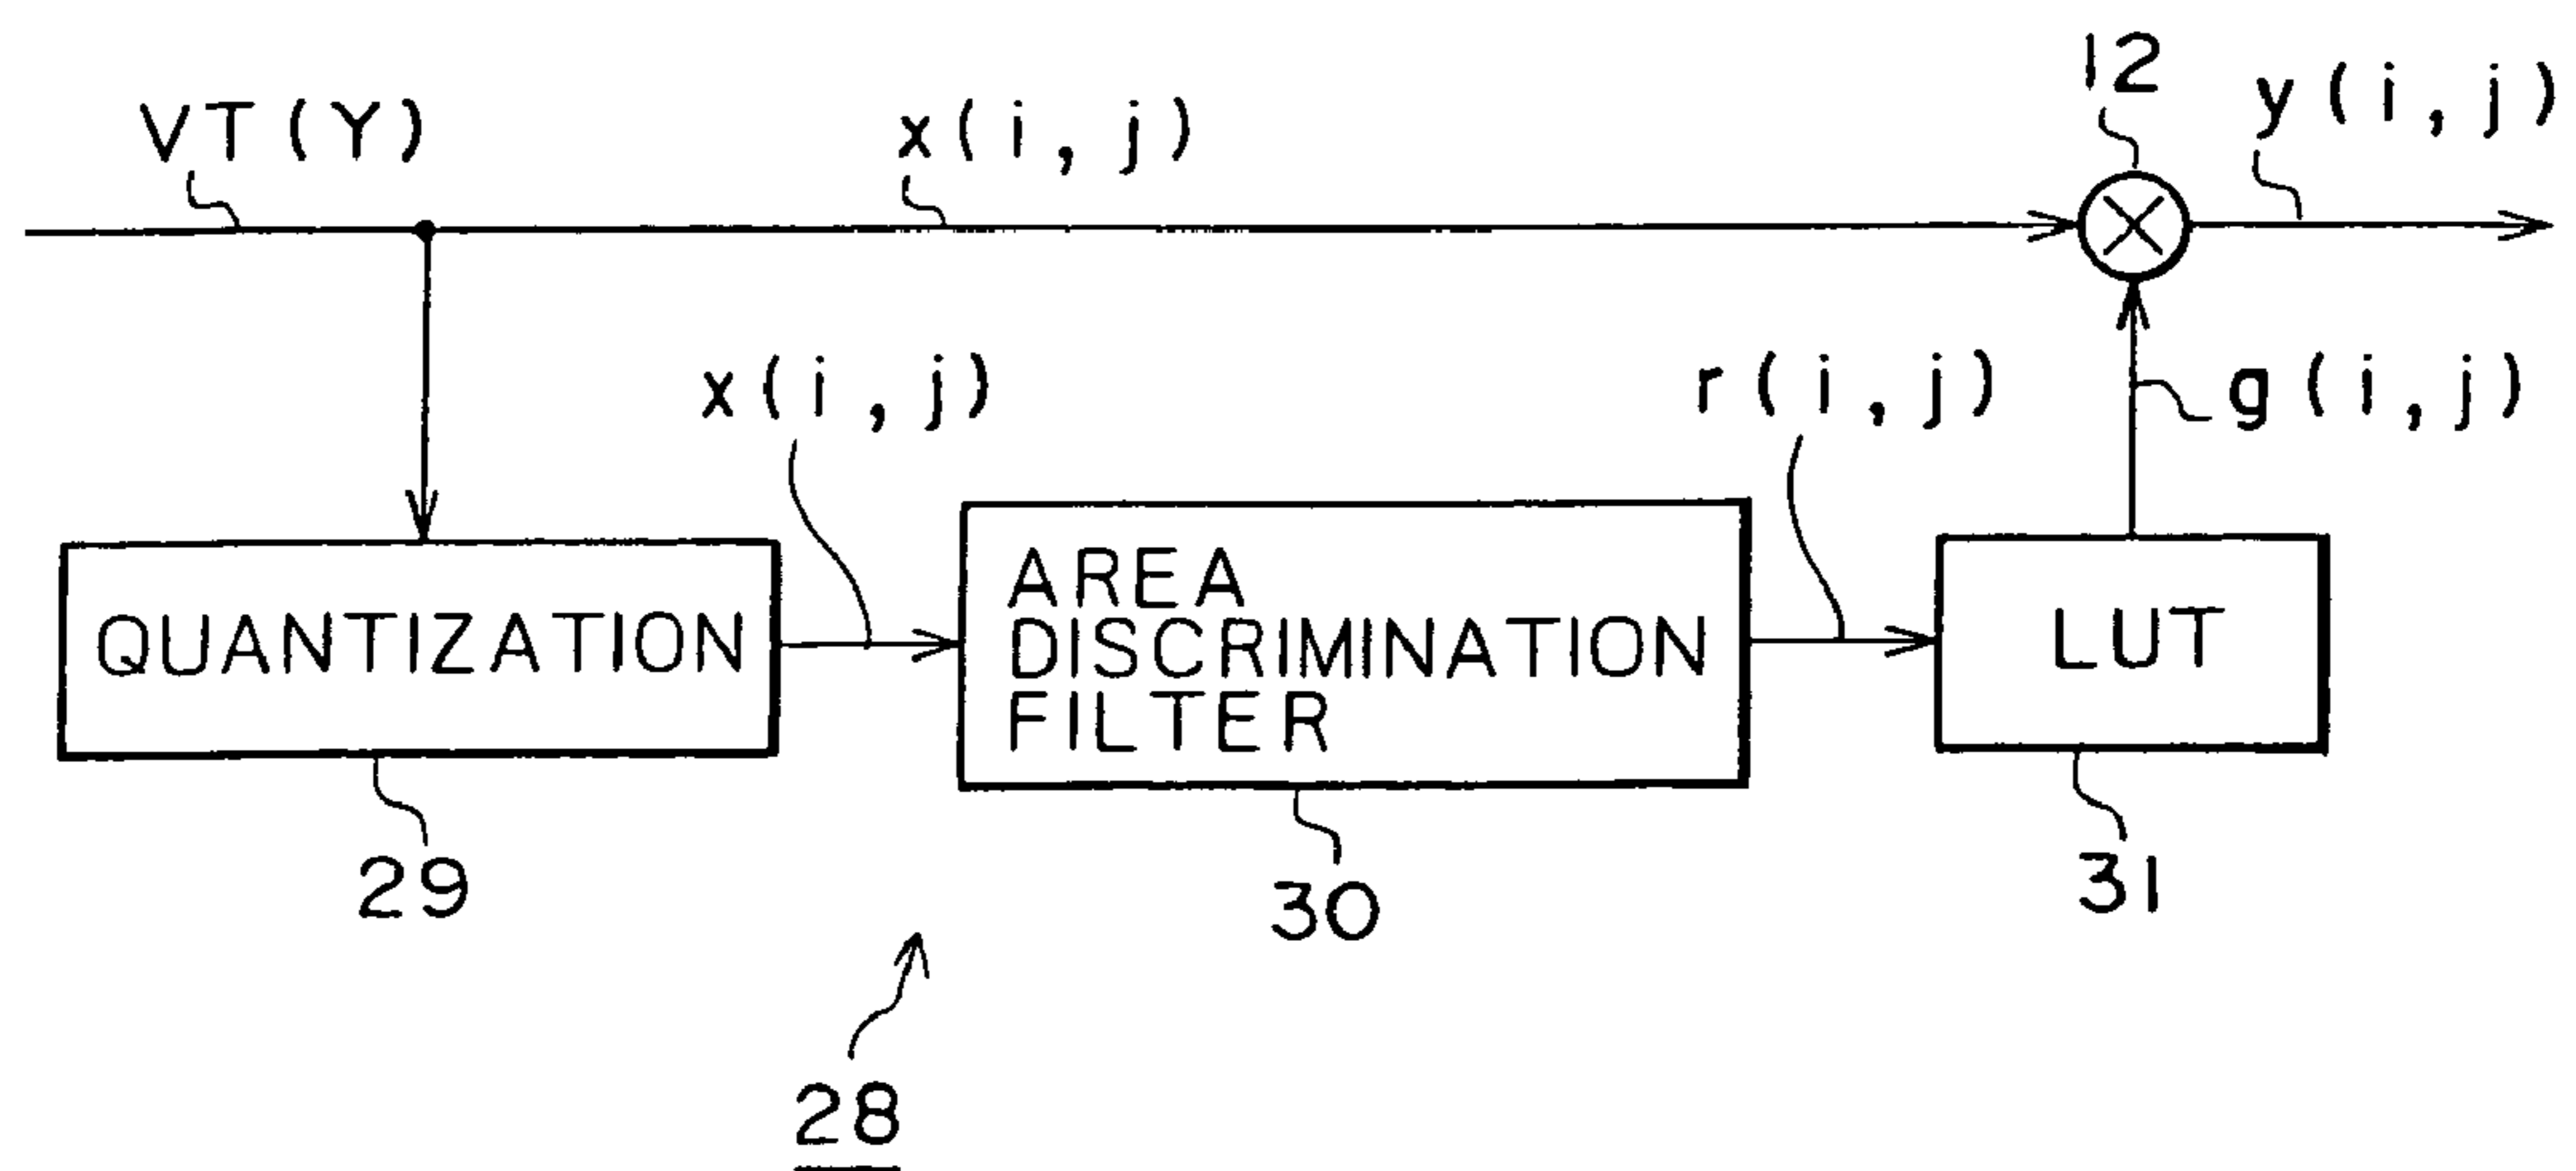 12
VT(Y)
x(i, j)
y(i, j)
x(i, j)
r(i, j)
g(i, j)
QUANTIZATION
AREA
DISCRIMINATION
FILTER
LUT
29
30
31
28